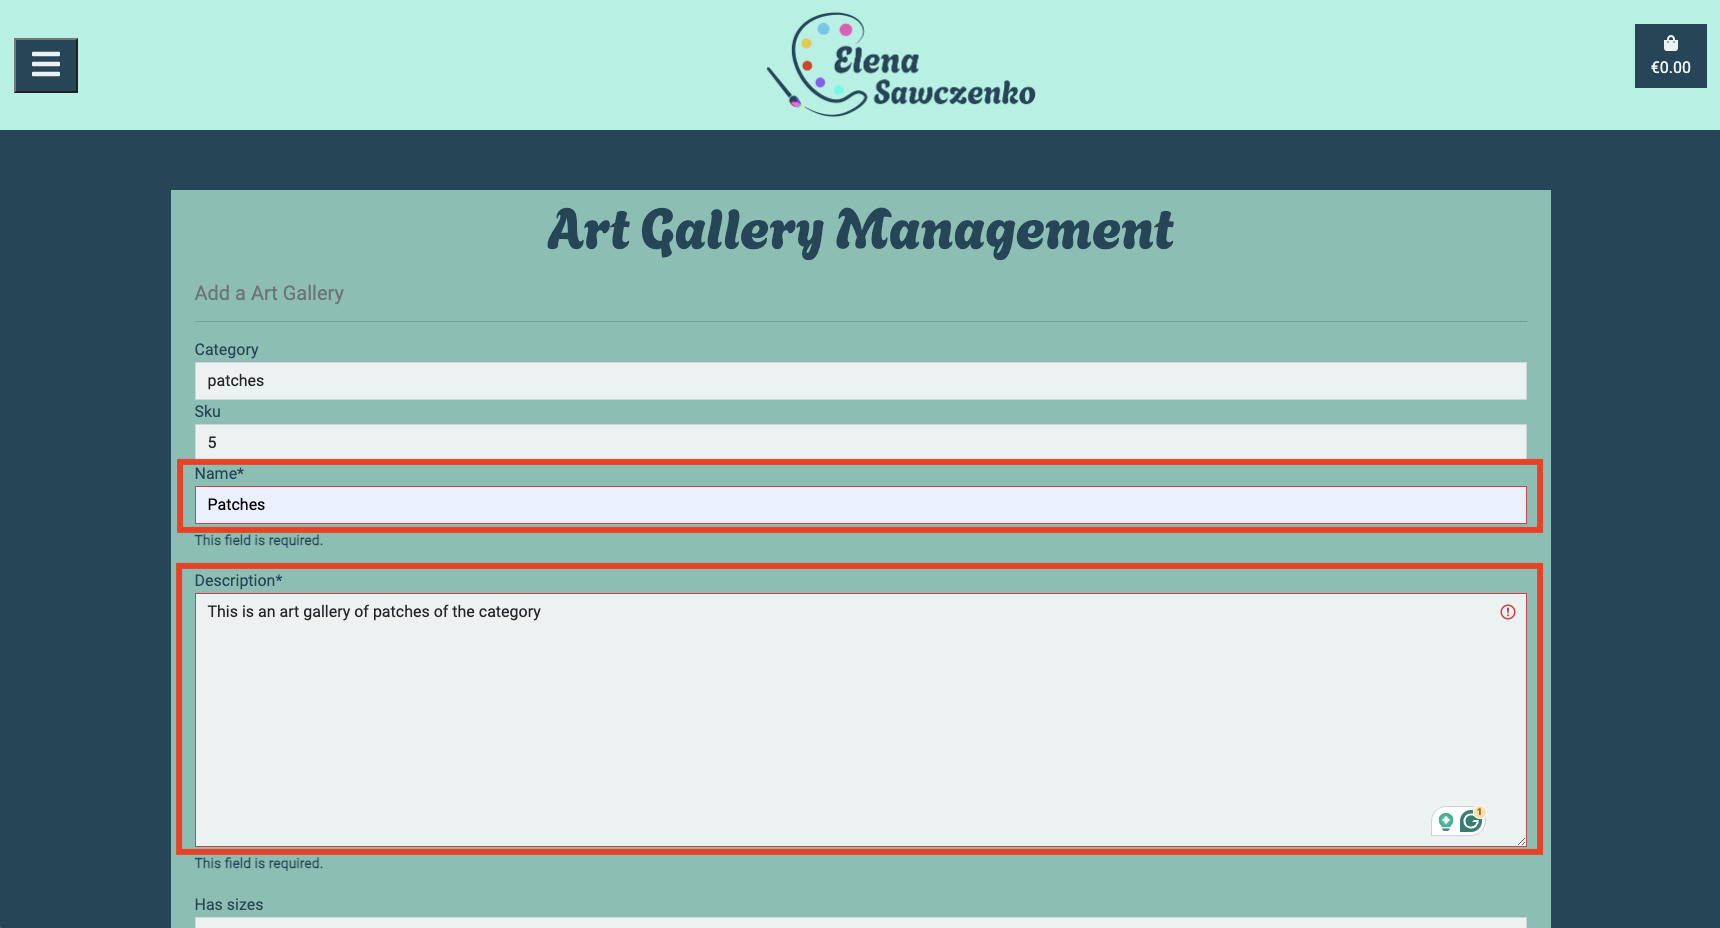 Elena
Sawczenko
€0.00
Art Gallery Management
Add a Art Gallery
Category
patches
Sku
5
Name*
Patches
This field is required.
Description*
This is an art gallery of patches of the category
1
This field is required.
Has sizes